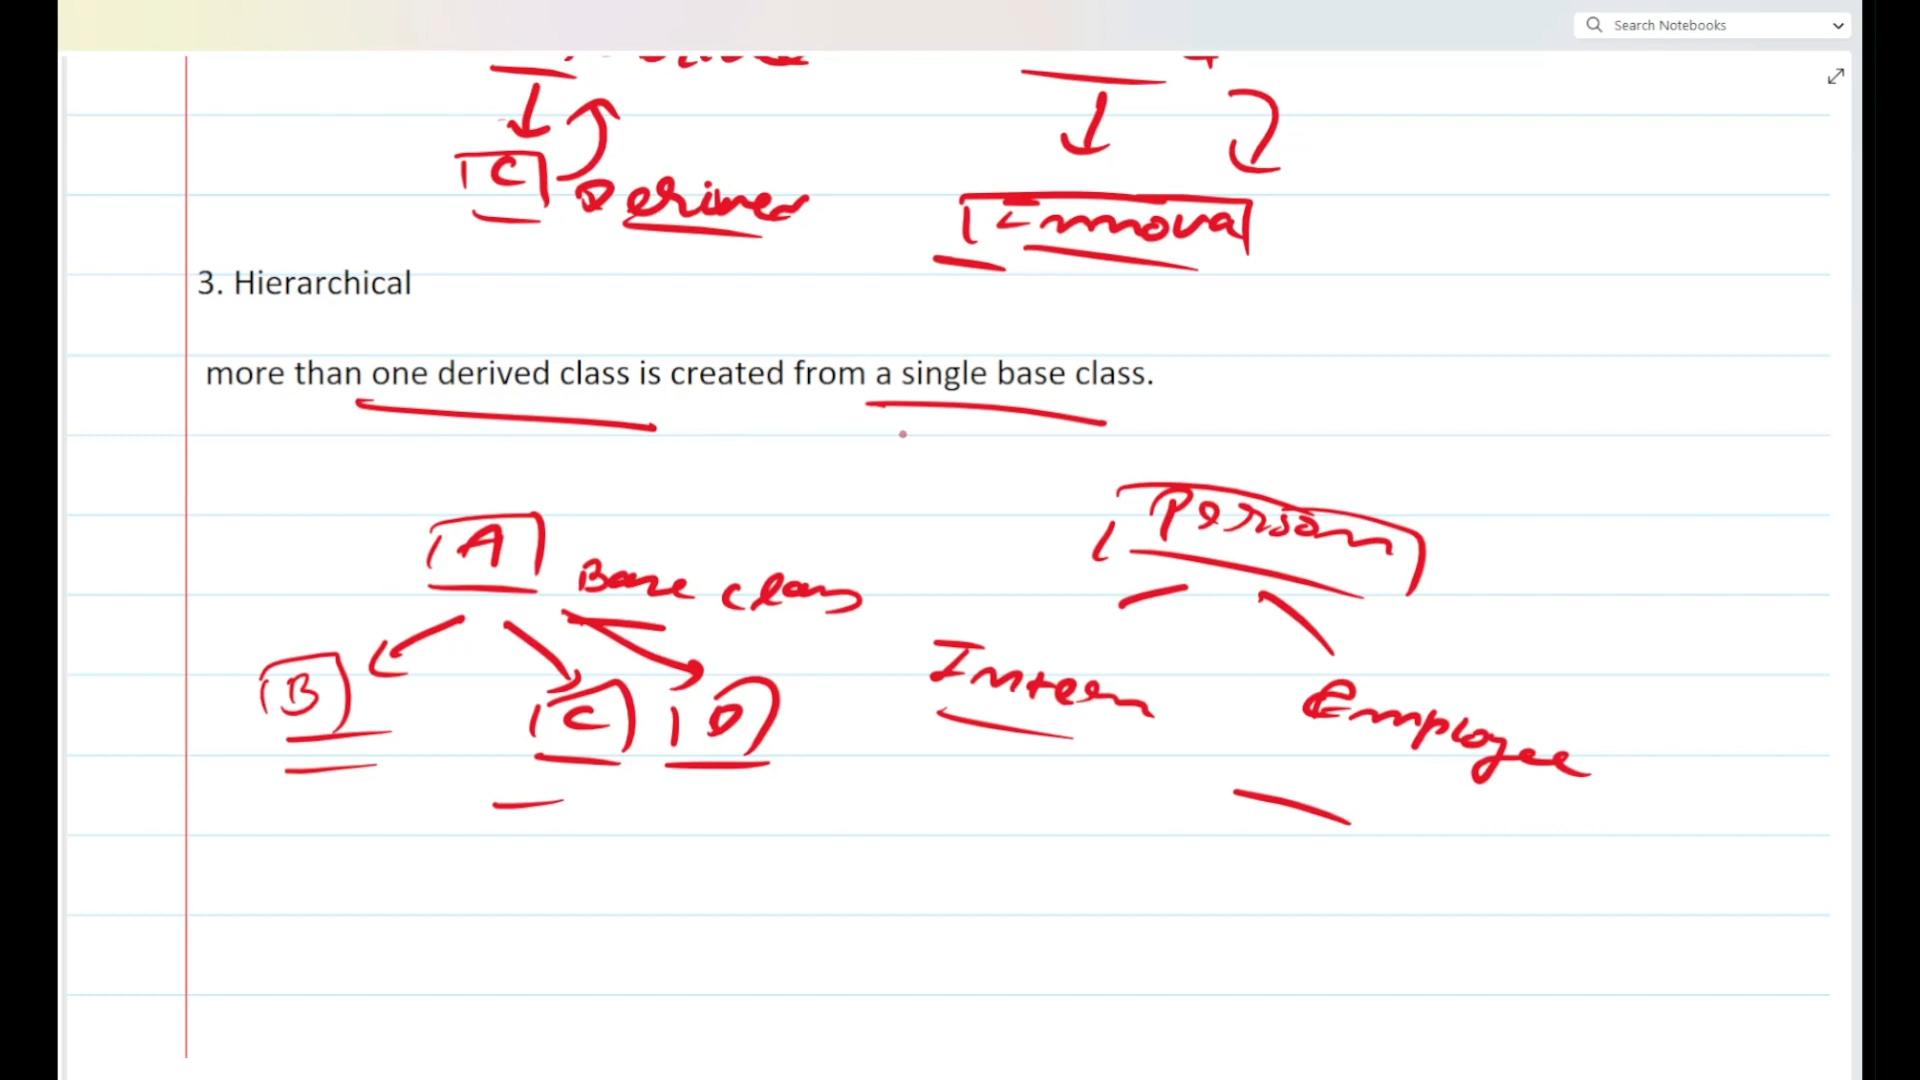 Search Notebooks
C
Derived
3. Hierarchical
more than one derived class is created from a single base class.
Person
A
Base class
Intern
B
C
D
Employee